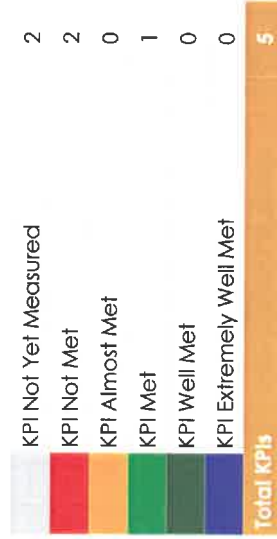 KPI Not Yet Measured 2
KPI Not Met 2
KPI Almost Met 0
KPI Met 1
KPI Well Met 0
KPI Extremely Well Met 0
Total KPIs 5